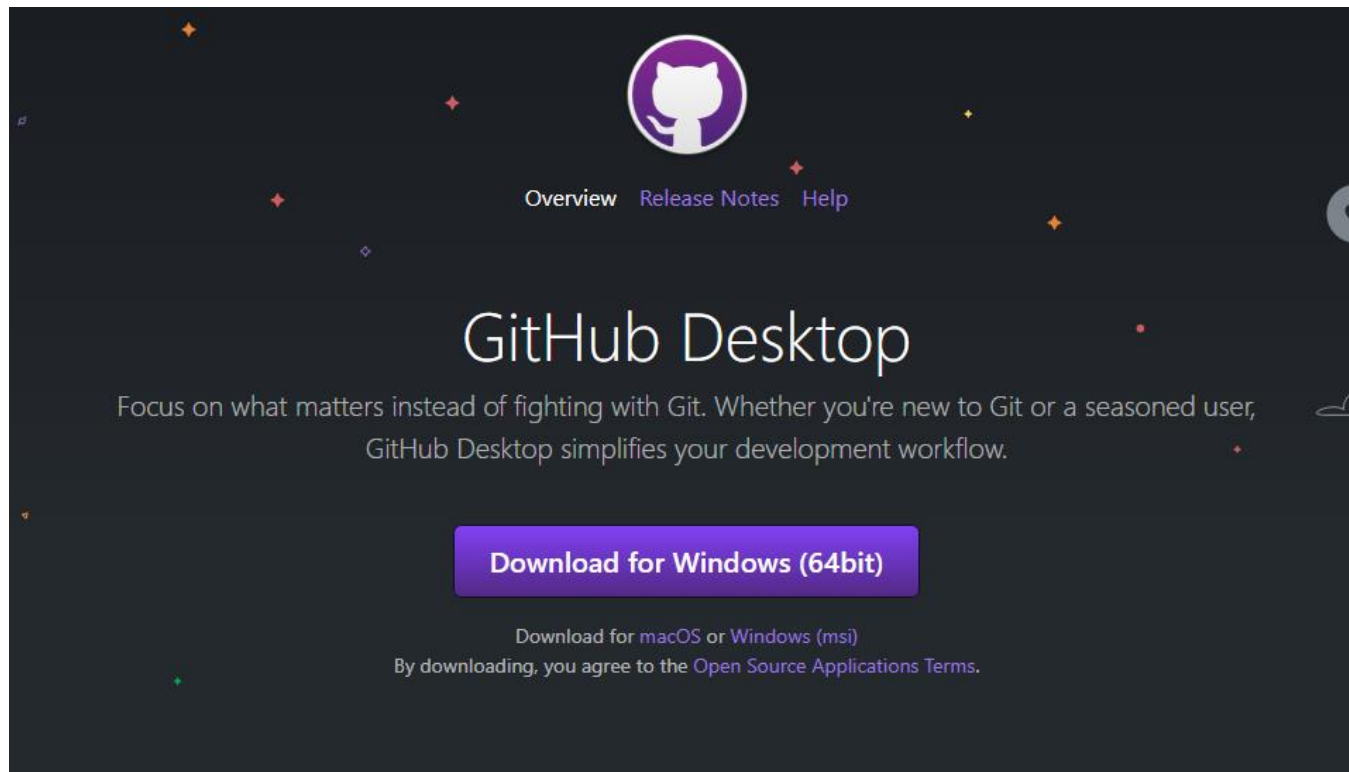 Overview Release Notes Help
GitHub Desktop
Focus on what matters instead of fighting with Git. Whether you're new to Git or a seasoned user,
GitHub Desktop simplifies your development workflow.
Download for Windows (64bit)
Download for macOS or Windows (msi)
By downloading, you agree to the Open Source Applications Terms.